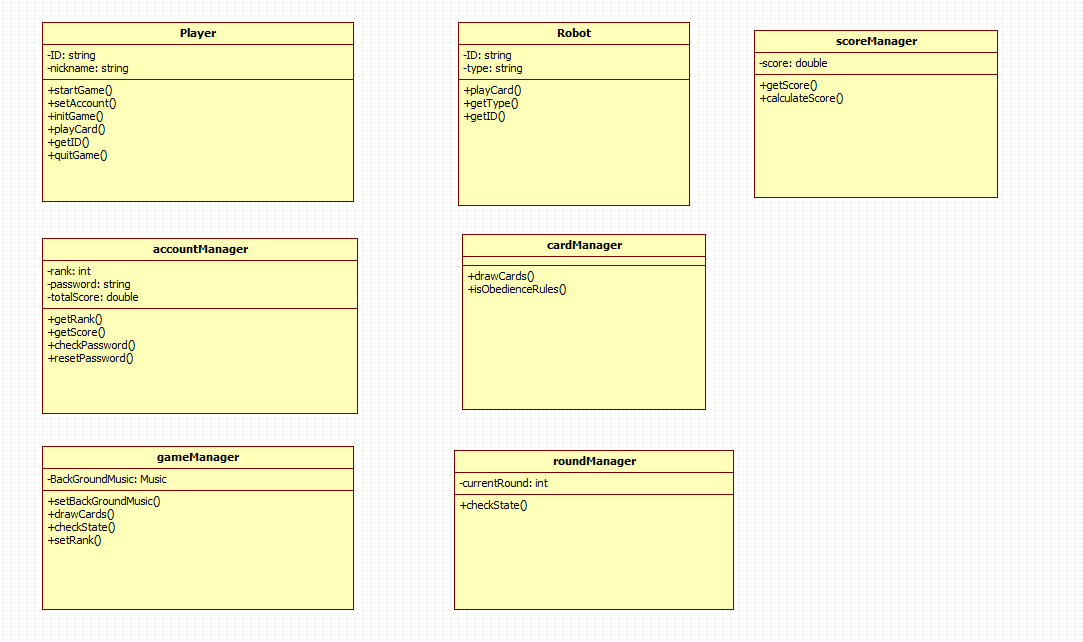 Player
-ID: string
-nickname: string
+startGame()
+setAccount()
+initGame()
+playCard()
+getID()
+quitGame()
Robot
-ID: string
-type: string
+playCard()
+getType()
+getID()
scoreManager
-score: double
+getScore()
+calculateScore()
accountManager
-rank: int
-password: string
-totalScore: double
+getRank()
+getScore()
+checkPassword()
+resetPassword()
cardManager
+drawCards()
+isObedienceRules()
gameManager
-BackGroundMusic: Music
+setBackGroundMusic()
+drawCards()
+checkState()
+setRank()
roundManager
-currentRound: int
+checkState()